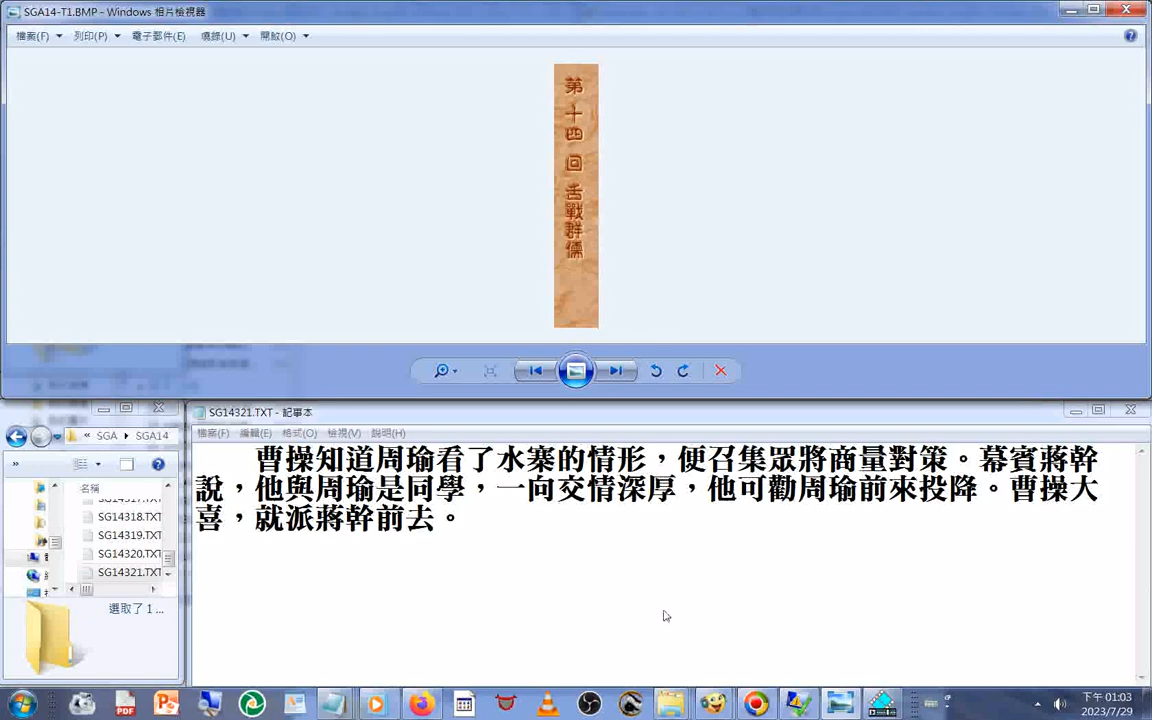 SGA14-T1.BMP - Windows 相片檢視器
檔案(F) 列印(P) 電子郵件(E) 燒錄(U) 開啟(O)
第十四回 舌戰群儒
SG14321.TXT - 記事本
« SGA SGA14
檔案(F) 編輯(E) 格式(O) 檢視(V) 說明(H)
»
名稱
SG14317.TXT
SG14318.TXT
SG14319.TXT
SG14320.TXT
SG14321.TXT
選取了 1 ...
曹操知道周瑜看了水寨的情形，便召集眾將商量對策。幕賓蔣幹
說，他與周瑜是同學，一向交情深厚，他可勸周瑜前來投降。曹操大
喜，就派蔣幹前去。
PDF
下午 01:03
2023/7/29